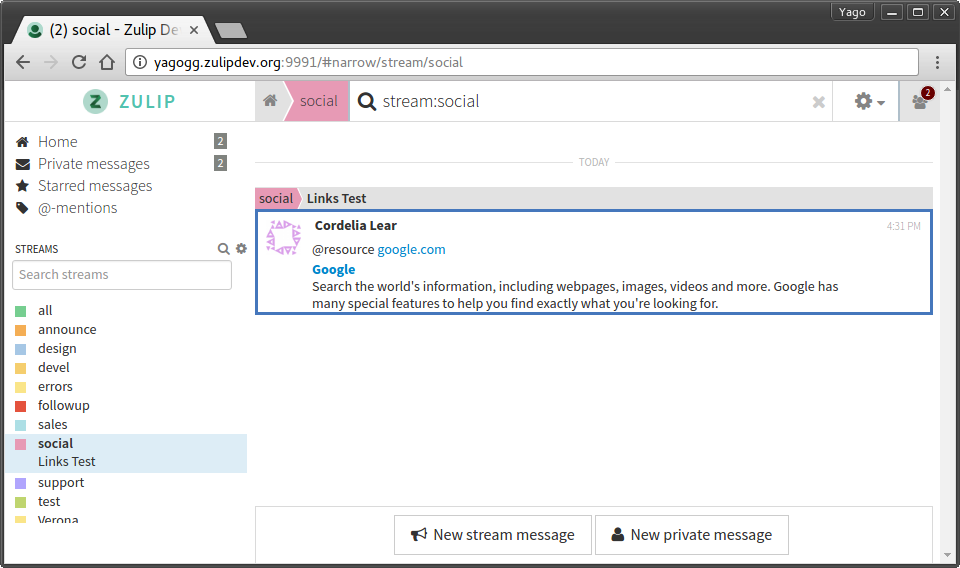 Yago
(2) social - Zulip De
yagogg.zulipdev.org:9991/#narrow/stream/social
ZULIP
social
stream:social
2
Home 2
Private messages 2
Starred messages
@-mentions
STREAMS
Search streams
all
announce
design
devel
errors
followup
sales
social
Links Test
support
test
Verona
TODAY
social Links Test
Cordelia Lear 4:31 PM
@resource google.com
Google
Search the world's information, including webpages, images, videos and more. Google has
many special features to help you find exactly what you're looking for.
New stream message
New private message